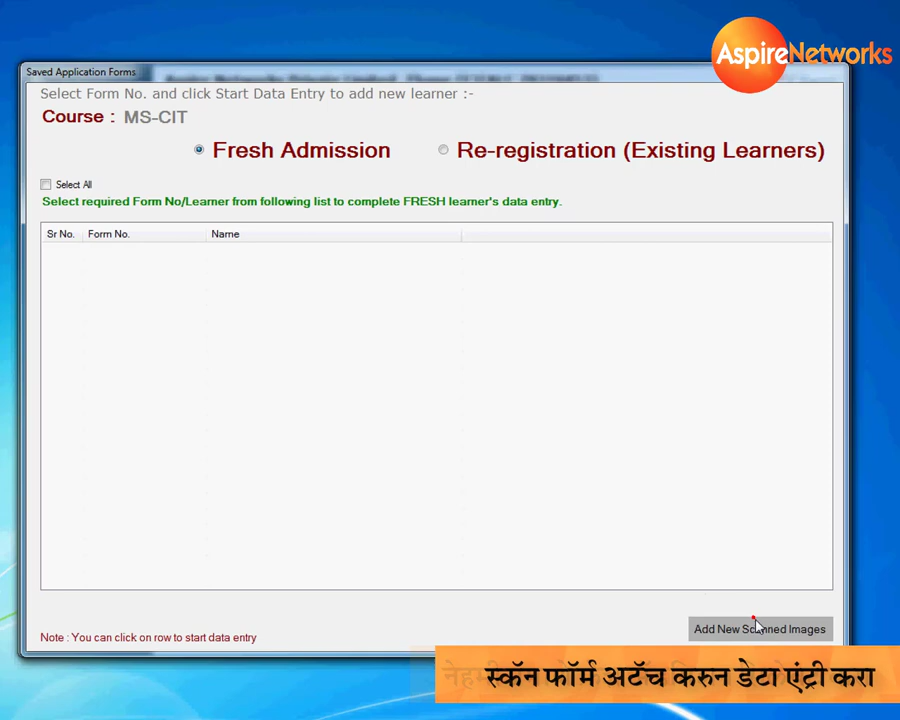 AspireNetworks
Saved Application Forms
Select Form No. and click Start Data Entry to add new learner :-
Course : MS-CIT
Fresh Admission Re-registration (Existing Learners)
Select All
Select required Form No/Learner from following list to complete FRESH learner's data entry.
Sr No. Form No. Name
Add New Scanned Images
Note : You can click on row to start data entry
स्कॅन फॉर्म अटॅच करुन डेटा एंट्री करा